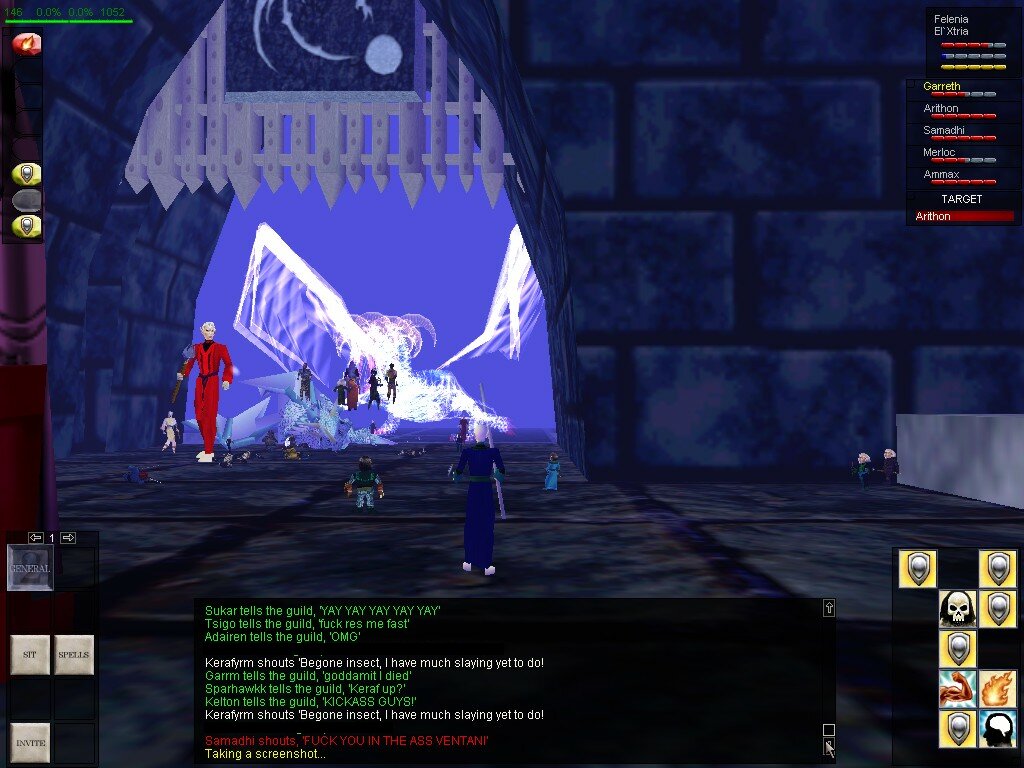 146 0.0% 0.0% 1052
Felenia
El`Xtria
Garreth
Arithon
Samadhi
Merloc
Ammax
TARGET
Arithon
1
GENERAL
SIT
SPELLS
INVITE
Sukar tells the guild, 'YAY YAY YAY YAY YAY'
Tsigo tells the guild, 'fuck res me fast'
Adairen tells the guild, 'OMG'
Kerafyrm shouts 'Begone insect, I have much slaying yet to do!
Garrm tells the guild, 'goddamit I died'
Sparhawkk tells the guild, 'Keraf up?'
Kelton tells the guild, 'KICKASS GUYS!'
Kerafyrm shouts 'Begone insect, I have much slaying yet to do!
Samadhi shouts, 'FUCK YOU IN THE ASS VENTANI'
Taking a screenshot...